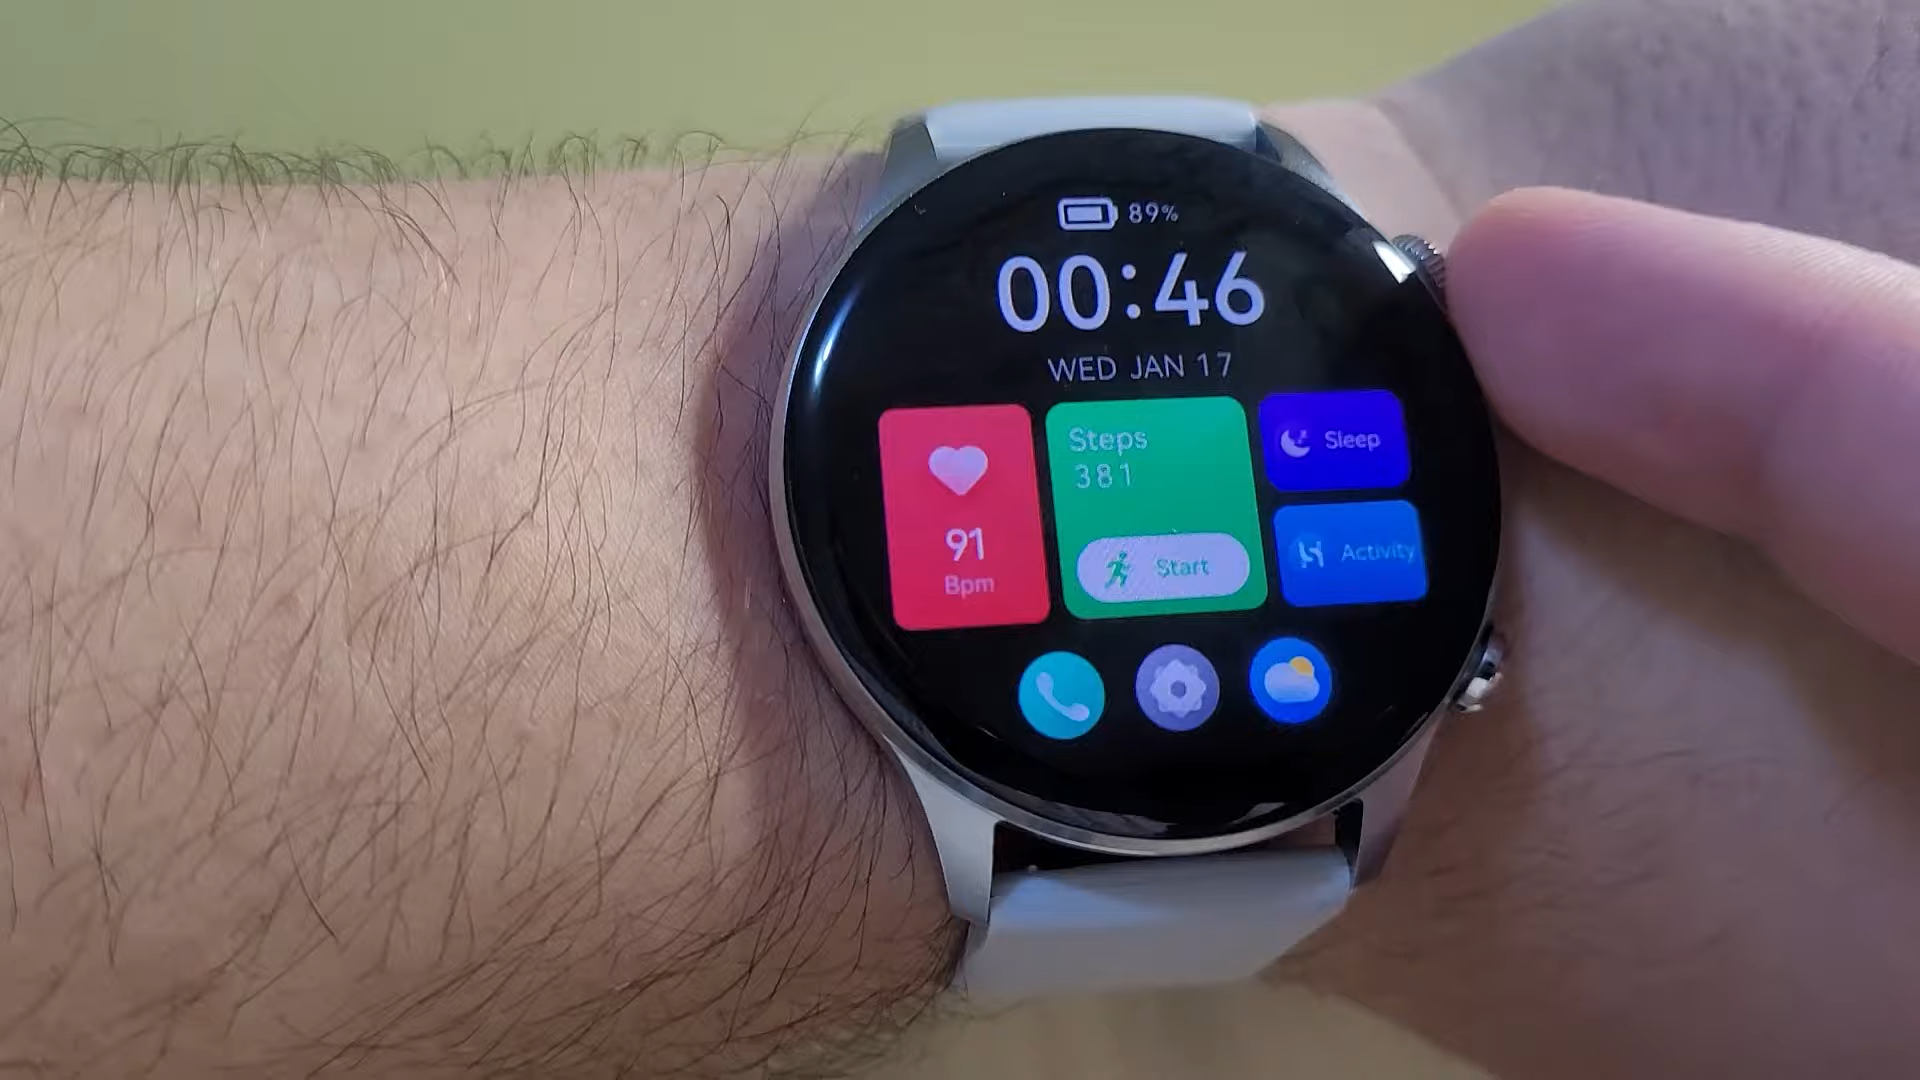 89%
00:46
WED JAN 17
Steps
381
Start
91
Bpm
Sleep
Activity